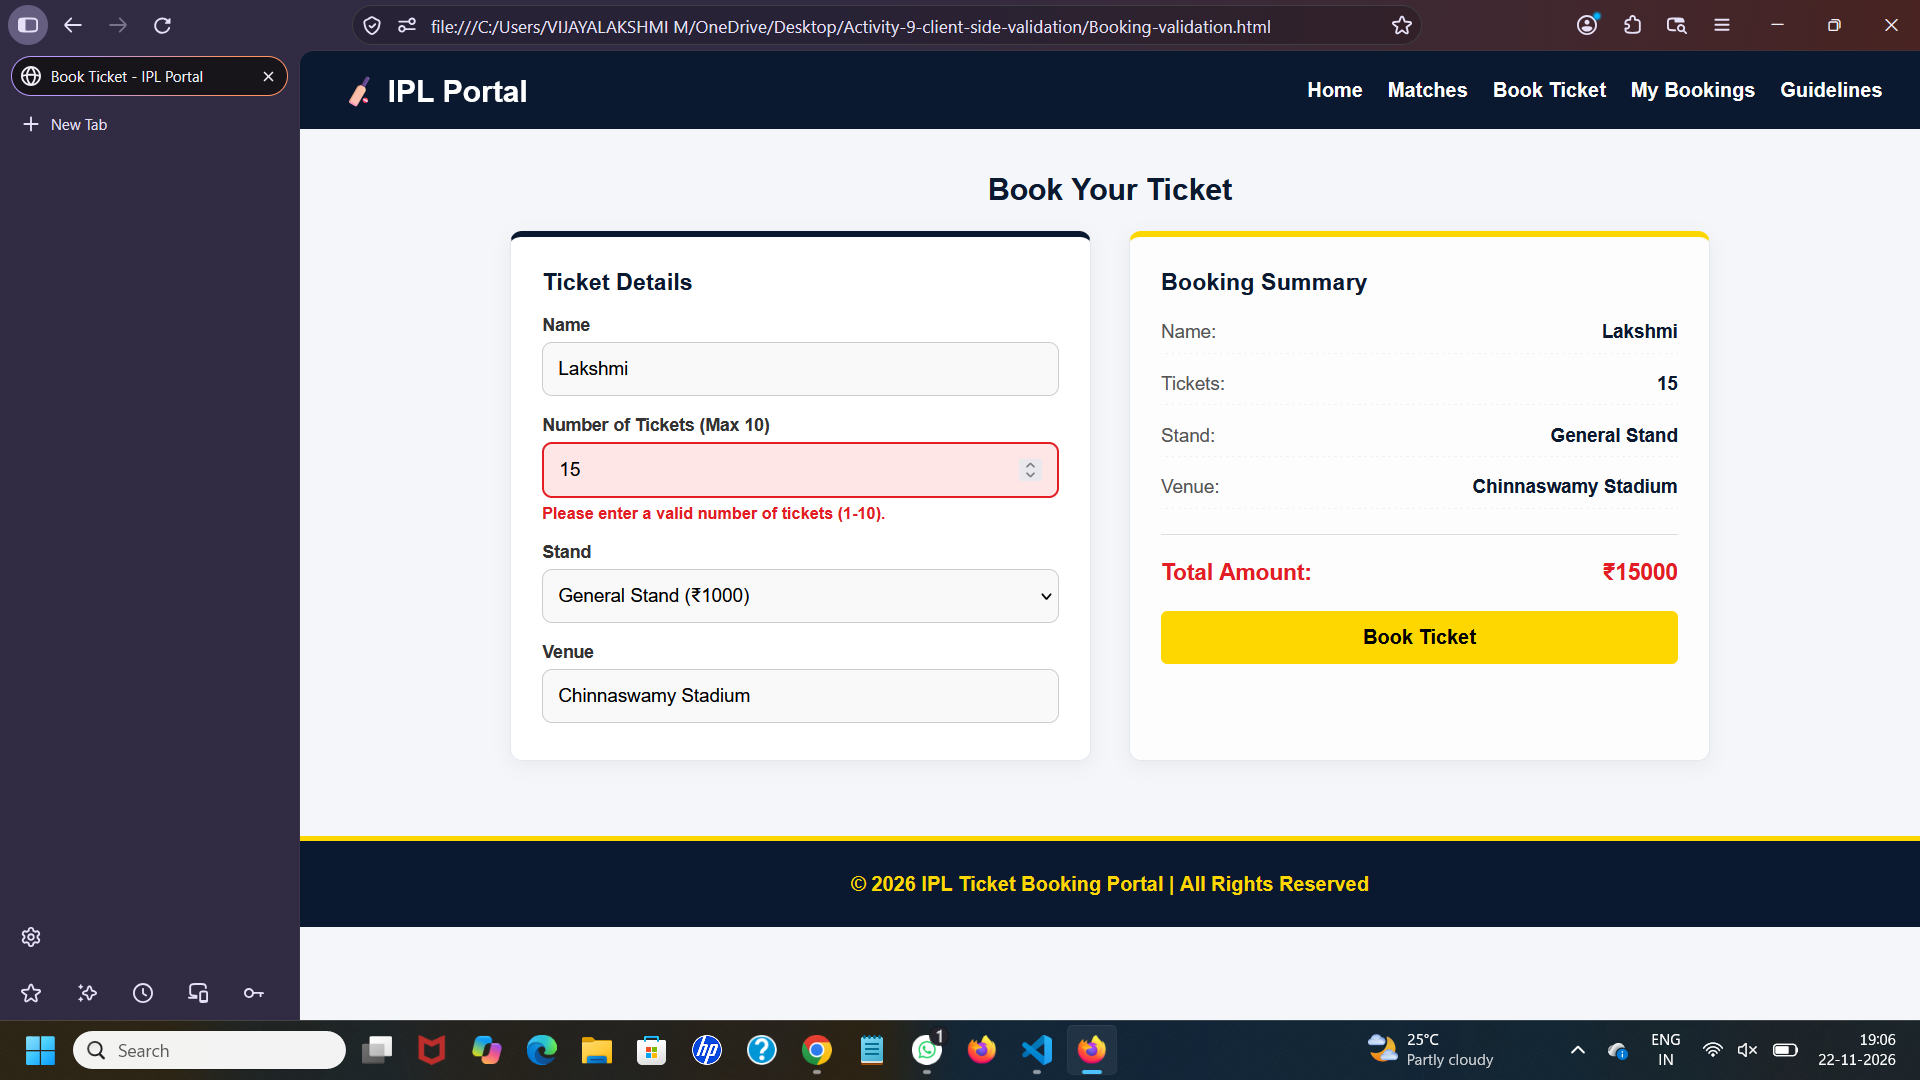 file:///C:/Users/VIJAYALAKSHMI M/OneDrive/Desktop/Activity-9-client-side-validation/Booking-validation.html
Book Ticket - IPL Portal
New Tab
IPL Portal
Home
Matches
Book Ticket
My Bookings
Guidelines
Book Your Ticket
Ticket Details
Name
Lakshmi
Number of Tickets (Max 10)
15
Please enter a valid number of tickets (1-10).
Stand
General Stand (₹1000)
Venue
Chinnaswamy Stadium
Booking Summary
Name: Lakshmi
Tickets: 15
Stand: General Stand
Venue: Chinnaswamy Stadium
Total Amount: ₹15000
Book Ticket
© 2026 IPL Ticket Booking Portal | All Rights Reserved
Search
hp
?
1
25°C
Partly cloudy
ENG
IN
19:06
22-11-2026